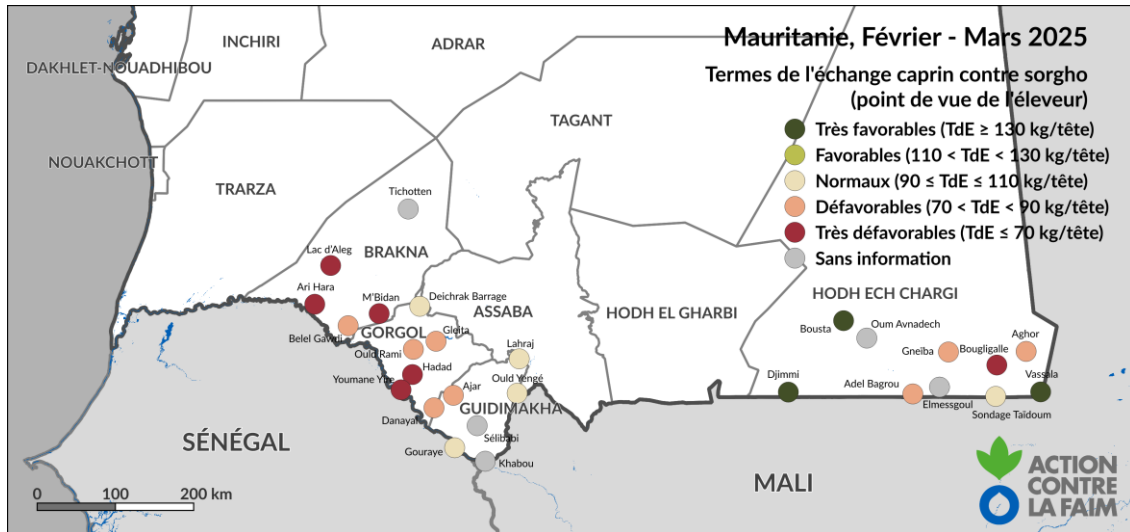 Mauritanie, Février - Mars 2025
Termes de l'échange caprin contre sorgho
(point de vue de l'éleveur)
Très favorables (TdE ≥ 130 kg/tête)
Favorables (110 < TdE < 130 kg/tête)
Normaux (90 ≤ TdE ≤ 110 kg/tête)
Défavorables (70 < TdE < 90 kg/tête)
Très défavorables (TdE ≤ 70 kg/tête)
Sans information
INCHIRI
ADRAR
DAKHLET-NOUADHIBOU
TAGANT
NOUAKCHOTT
TRARZA
Tichotten
BRAKNA
Lac d'Aleg
Ari Hara
M'Bidan
Deichrak Barrage
ASSABA
HODH EL GHARBI
HODH ECH CHARGI
Bousta
Oum Avnadech
Belel Gawdi
GORGOL
Gleita
Ould Rami
Lahraj
Gneiba
Bougligalle
Aghor
Hadad
Youmane Yire
Ould Yengé
Djimmi
Vassala
Ajar
Adel Bagrou
Elmessgoul
GUIDIMAKHA
Danayan
Sondage Taïdoum
Sélibabi
SÉNÉGAL
Gouraye
Khabou
MALI
0 100 200 km
ACTION
CONTRE
LA FAIM